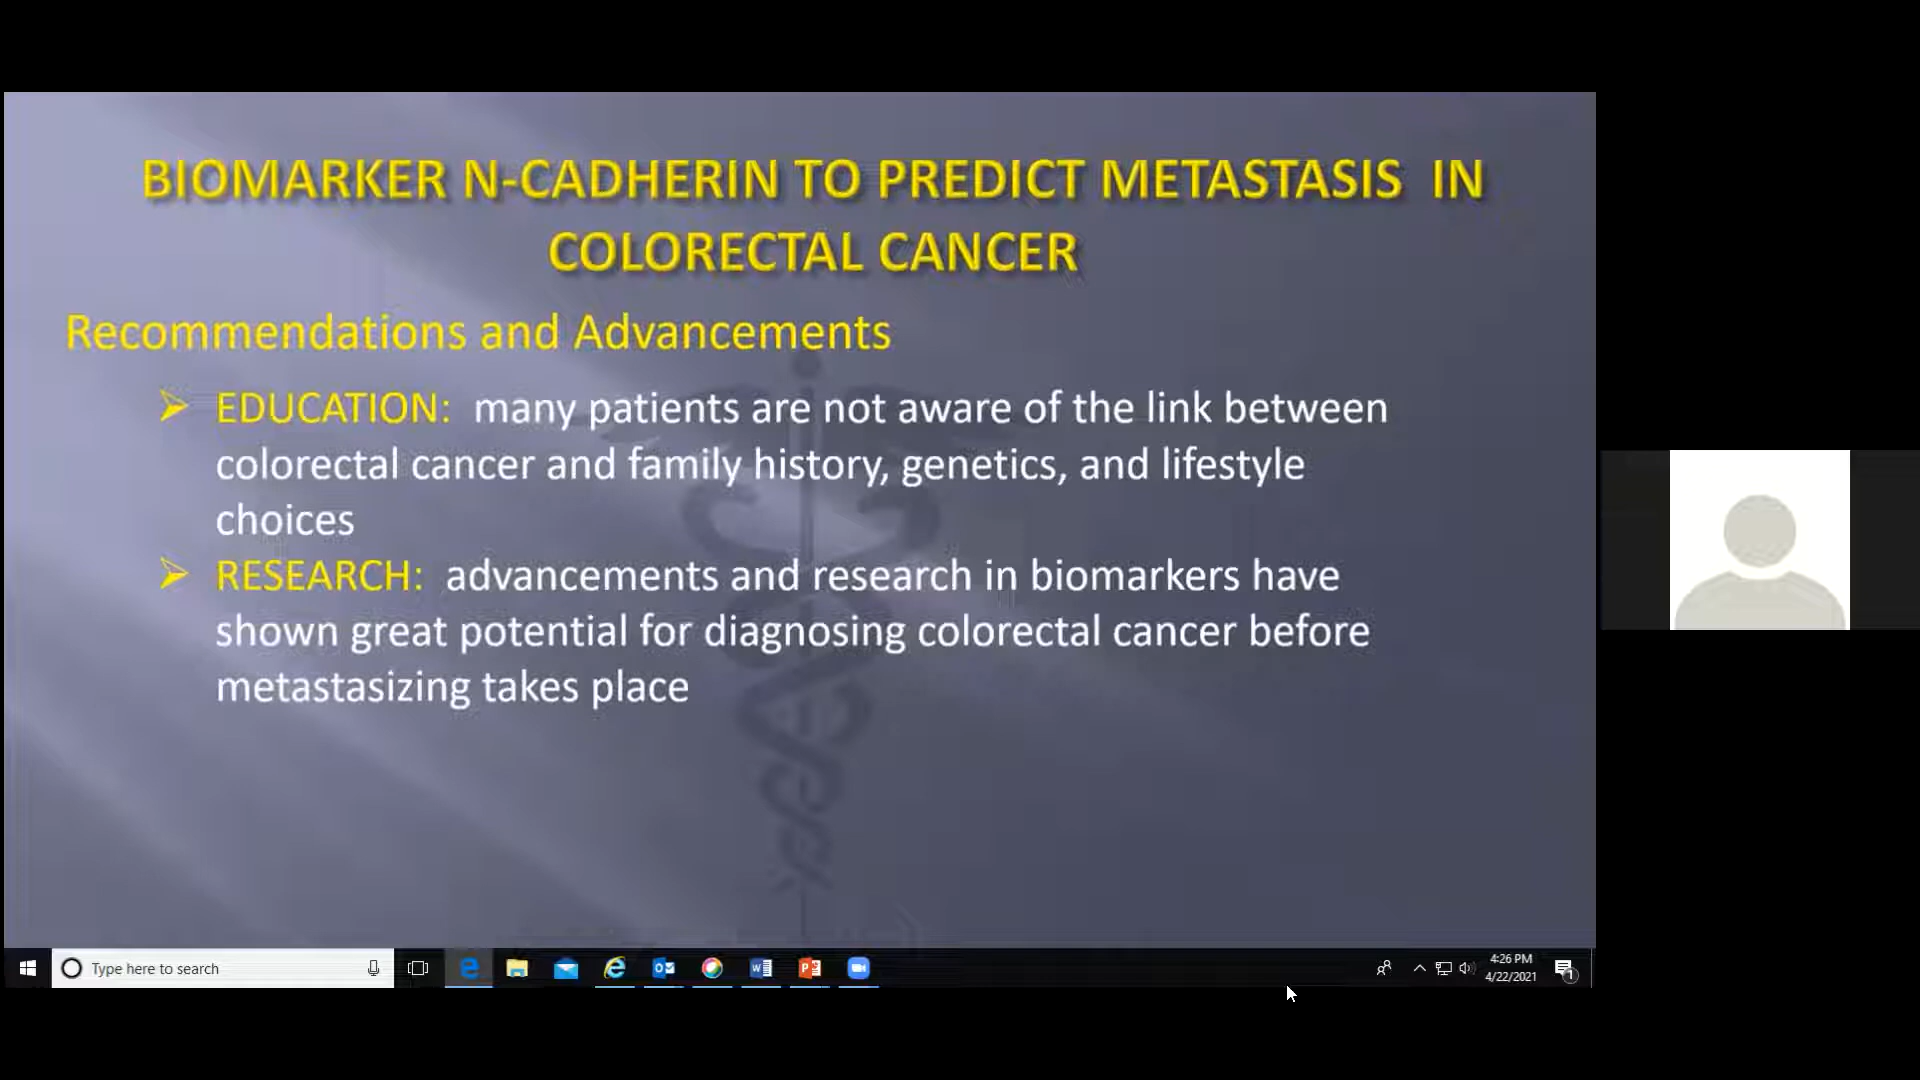 BIOMARKER N-CADHERIN TO PREDICT METASTASIS IN
COLORECTAL CANCER
Recommendations and Advancements
EDUCATION: many patients are not aware of the link between
colorectal cancer and family history, genetics, and lifestyle
choices
RESEARCH: advancements and research in biomarkers have
shown great potential for diagnosing colorectal cancer before
metastasizing takes place
Type here to search
4:26 PM
4/22/2021
1